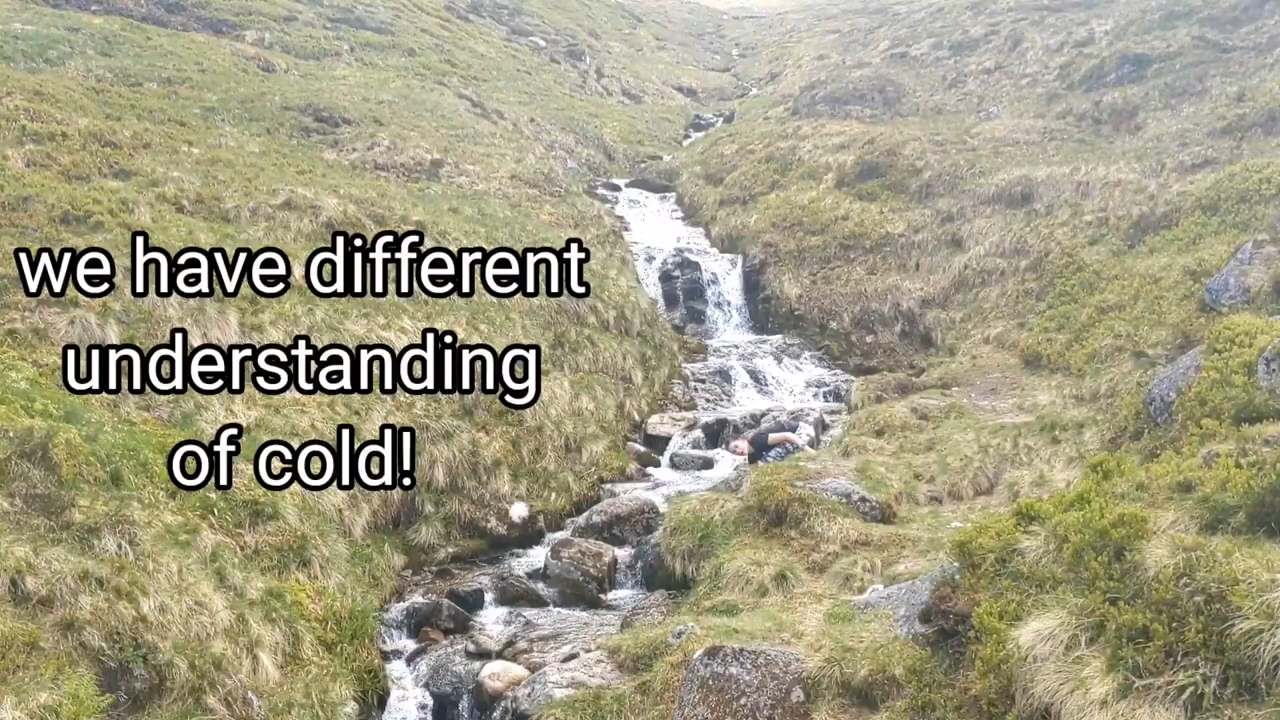 we have different
understanding
of cold!